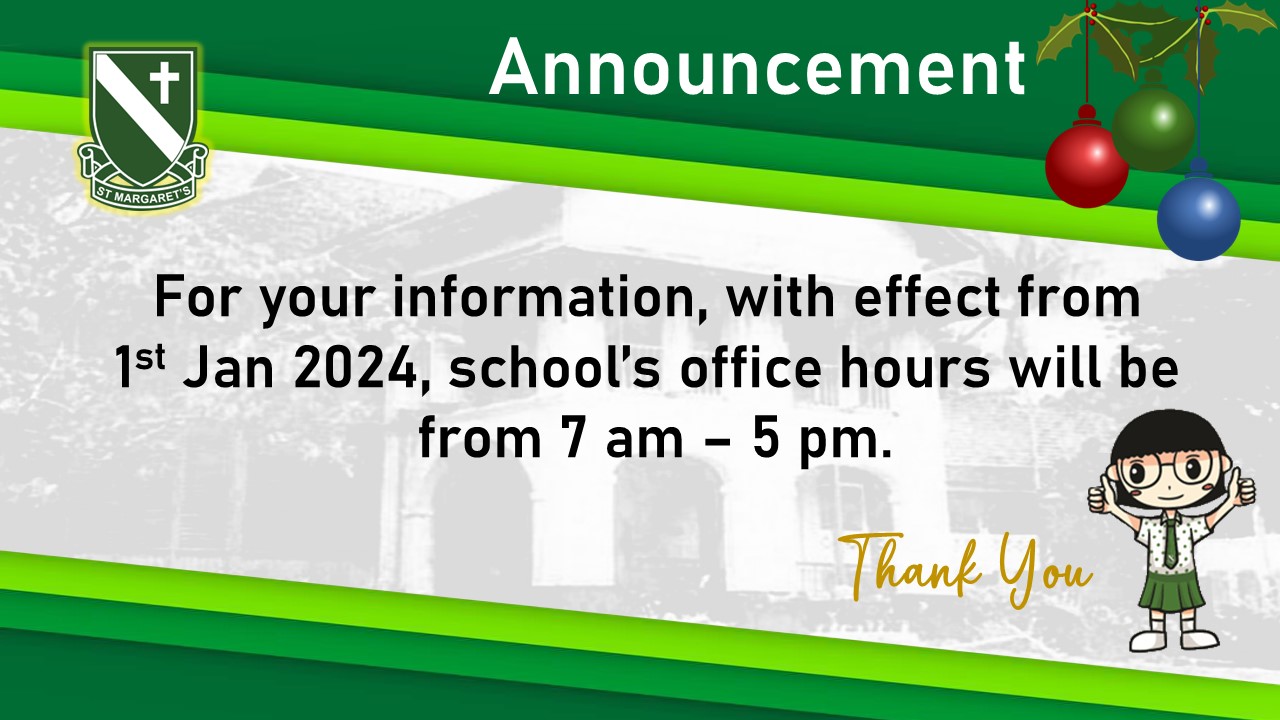 Announcement
ST MARGARET'S
For your information, with effect from
1st Jan 2024, school’s office hours will be
from 7 am – 5 pm.
Thank You